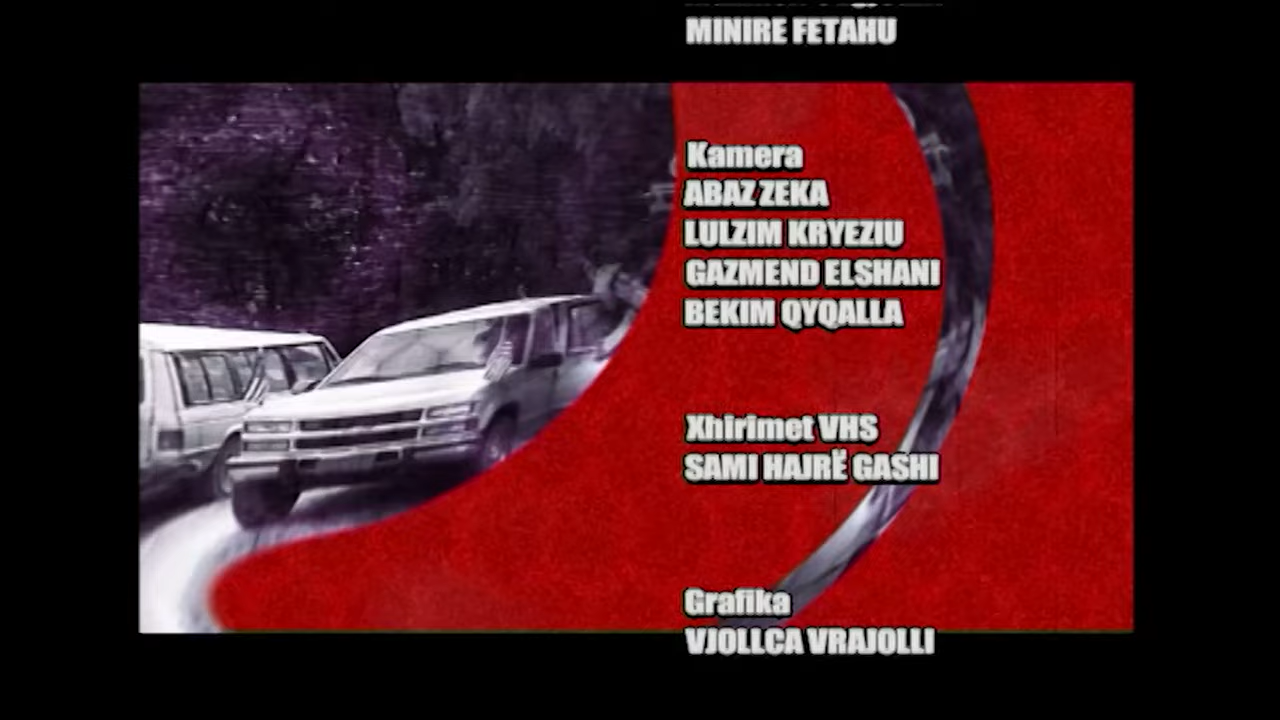 MINIRE FETAHU
Kamera
ABAZ ZEKA
LULZIM KRYEZIU
GAZMEND ELSHANI
BEKIM QYQALLA
Xhirimet VHS
SAMI HAJRË GASHI
Grafika
VJOLLCA VRAJOLLI